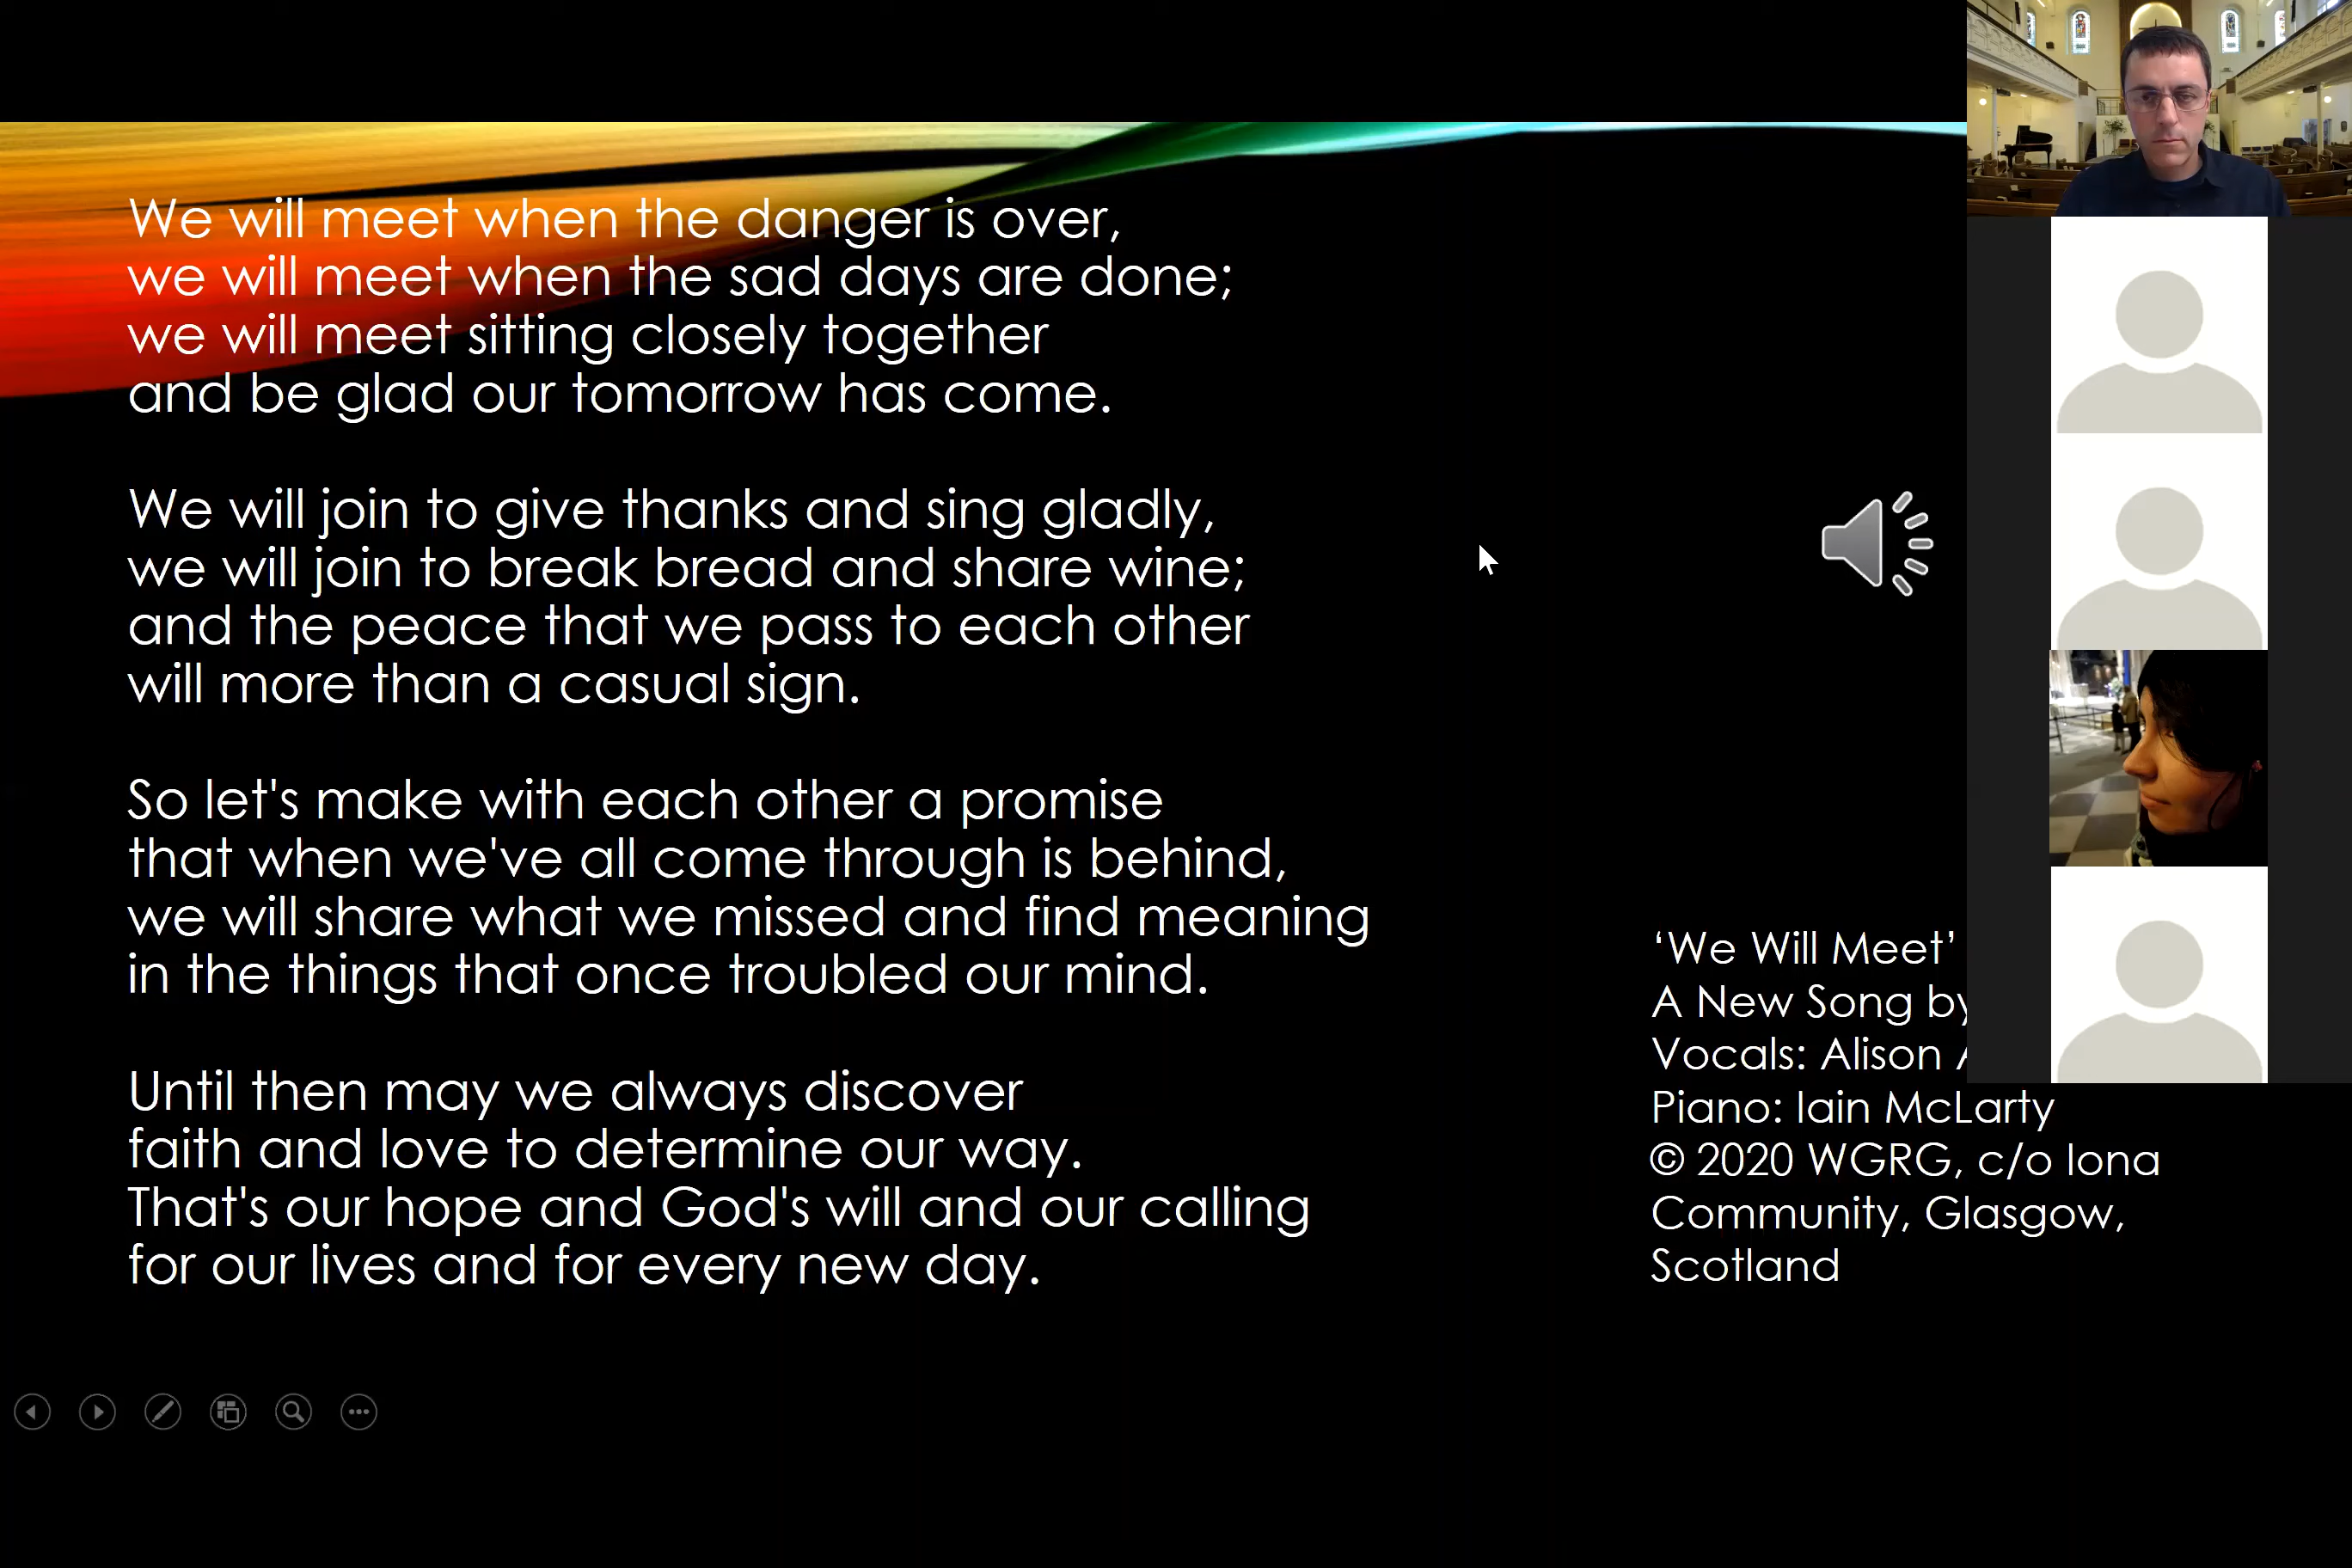 We will meet when the danger is over,
we will meet when the sad days are done;
we will meet sitting closely together
and be glad our tomorrow has come.
We will join to give thanks and sing gladly,
we will join to break bread and share wine;
and the peace that we pass to each other
will more than a casual sign.
So let's make with each other a promise
that when we've all come through is behind,
we will share what we missed and find meaning
in the things that once troubled our mind.
Until then may we always discover
faith and love to determine our way.
That's our hope and God's will and our calling
for our lives and for every new day.
‘We Will Meet’
A New Song by
Vocals: Alison
Piano: Iain McLarty
© 2020 WGRG, c/o Iona
Community, Glasgow,
Scotland